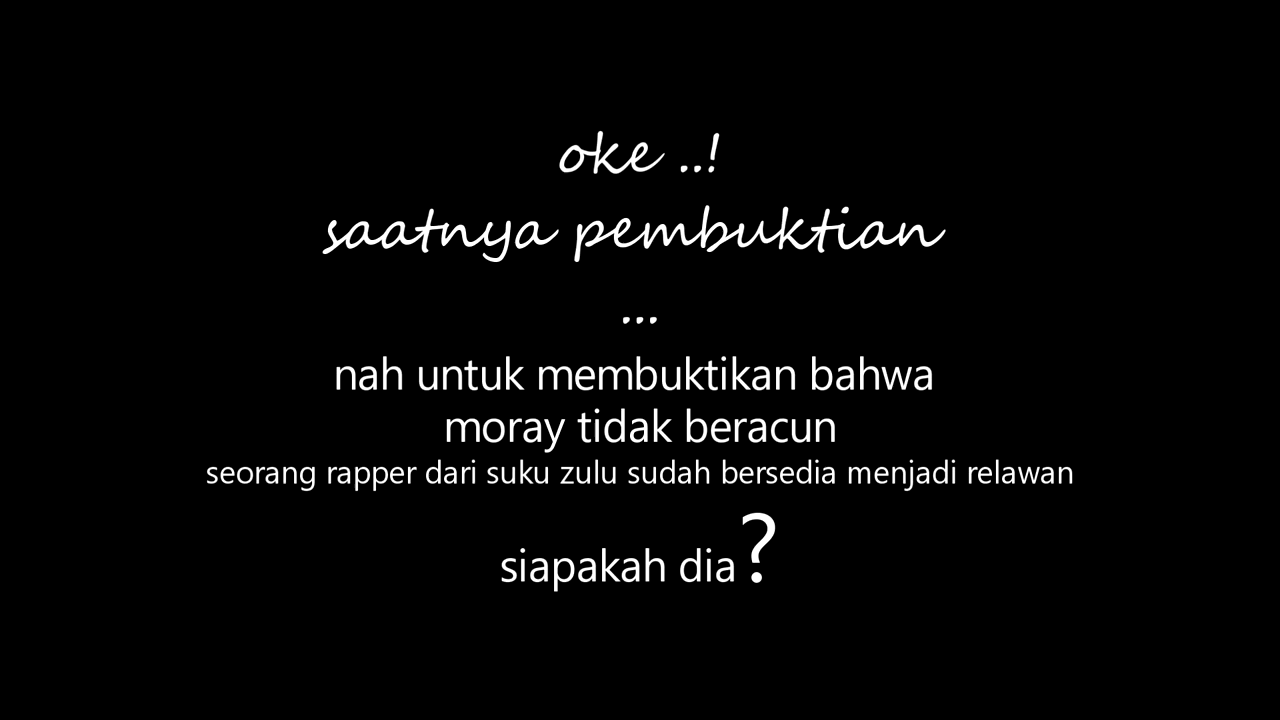 oke ..!
saatnya pembuktian
...
nah untuk membuktikan bahwa
moray tidak beracun
seorang rapper dari suku zulu sudah bersedia menjadi relawan
siapakah dia?